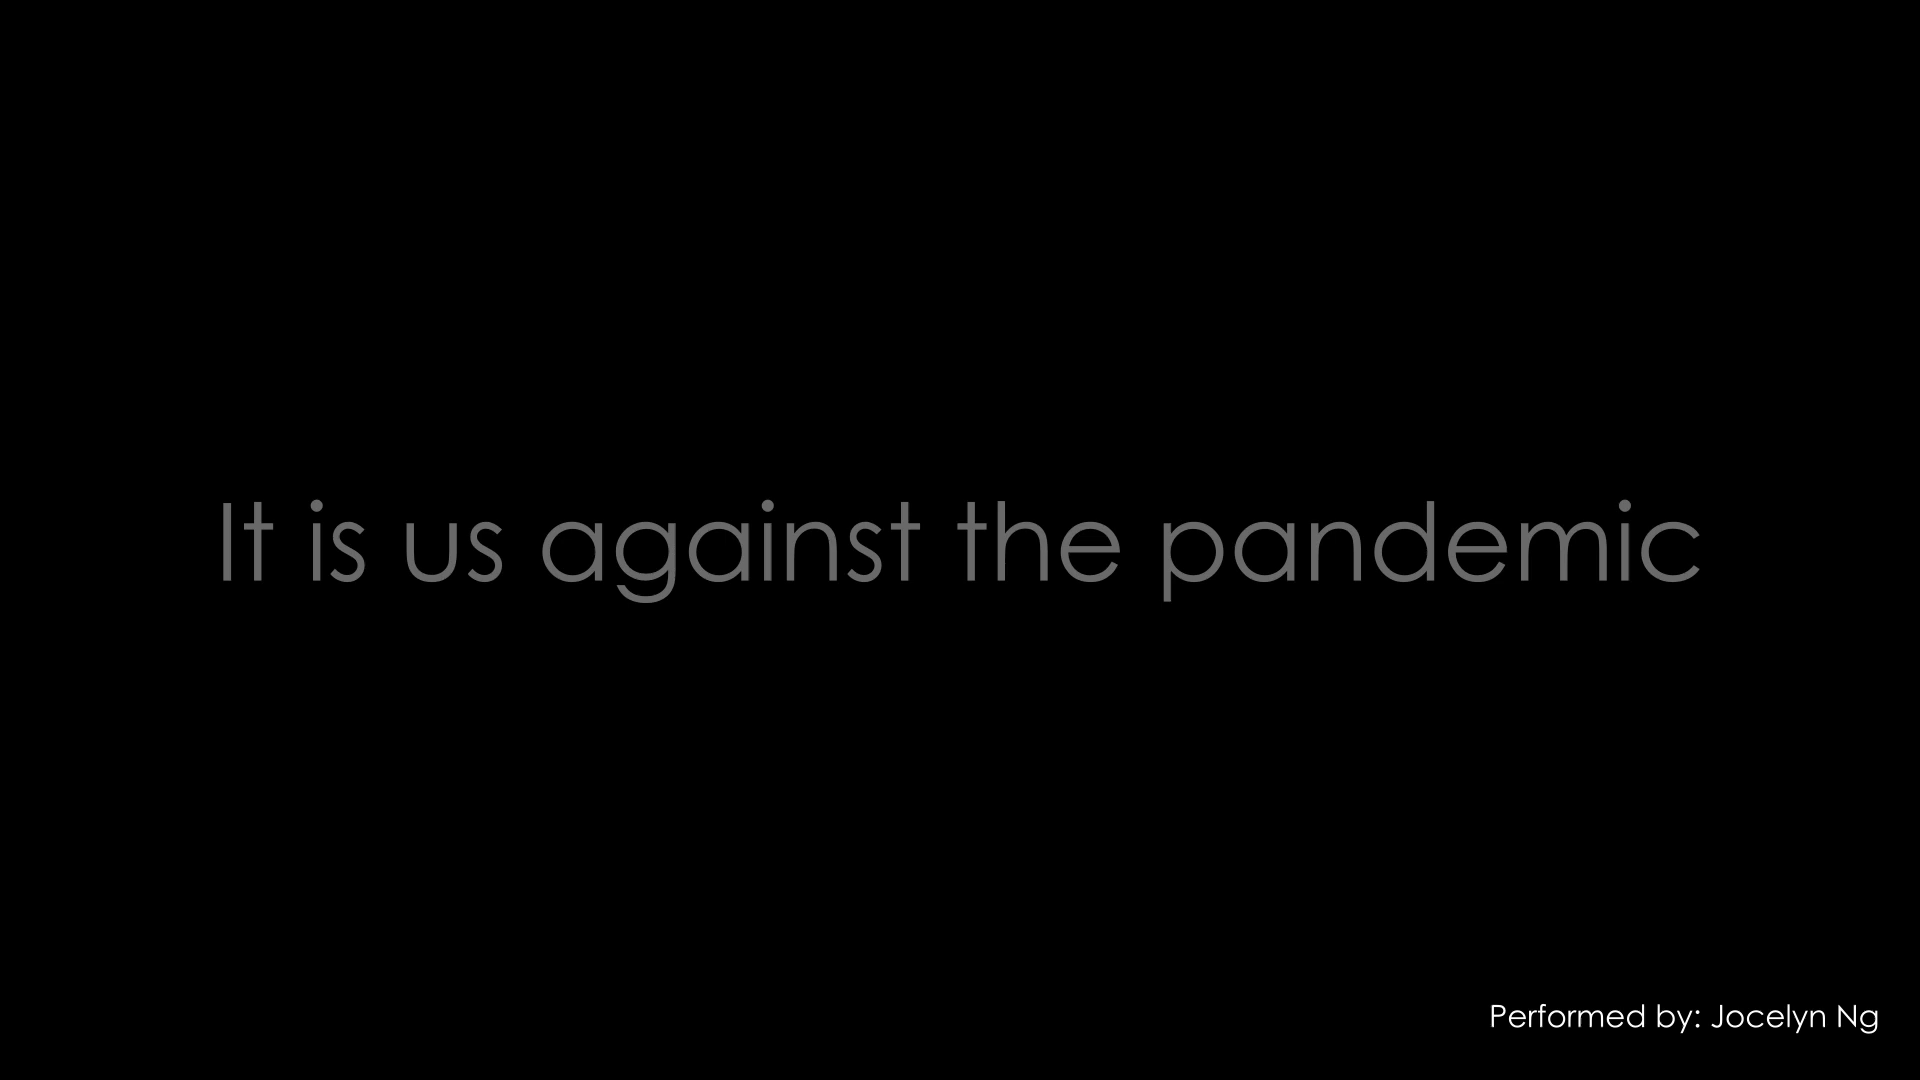 It is us against the pandemic
Performed by: Jocelyn Ng